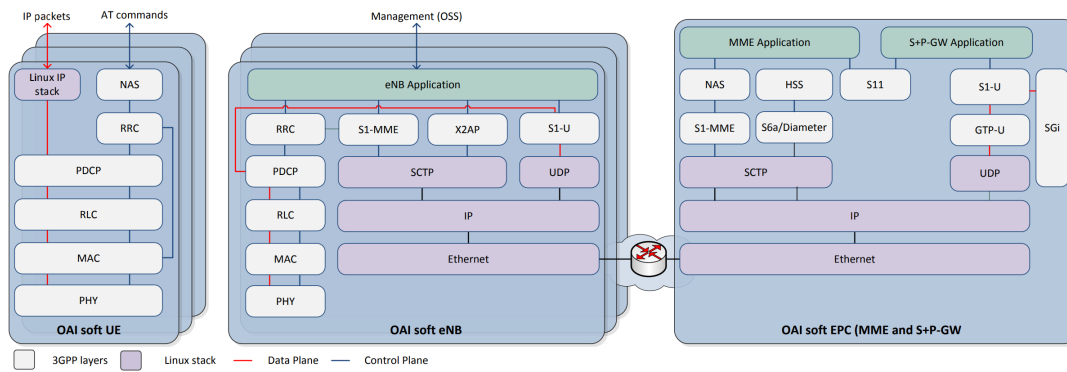 IP packets
AT commands
Linux IP
stack
NAS
RRC
PDCP
RLC
MAC
PHY
OAI soft UE
Management (OSS)
eNB Application
RRC
S1-MME
X2AP
S1-U
PDCP
SCTP
UDP
RLC
IP
MAC
Ethernet
PHY
OAI soft eNB
MME Application
S+P-GW Application
NAS
HSS
S11
S1-U
S1-MME
S6a/Diameter
GTP-U
SGi
SCTP
UDP
IP
Ethernet
OAI soft EPC (MME and S+P-GW
3GPP layers
Linux stack
Data Plane
Control Plane